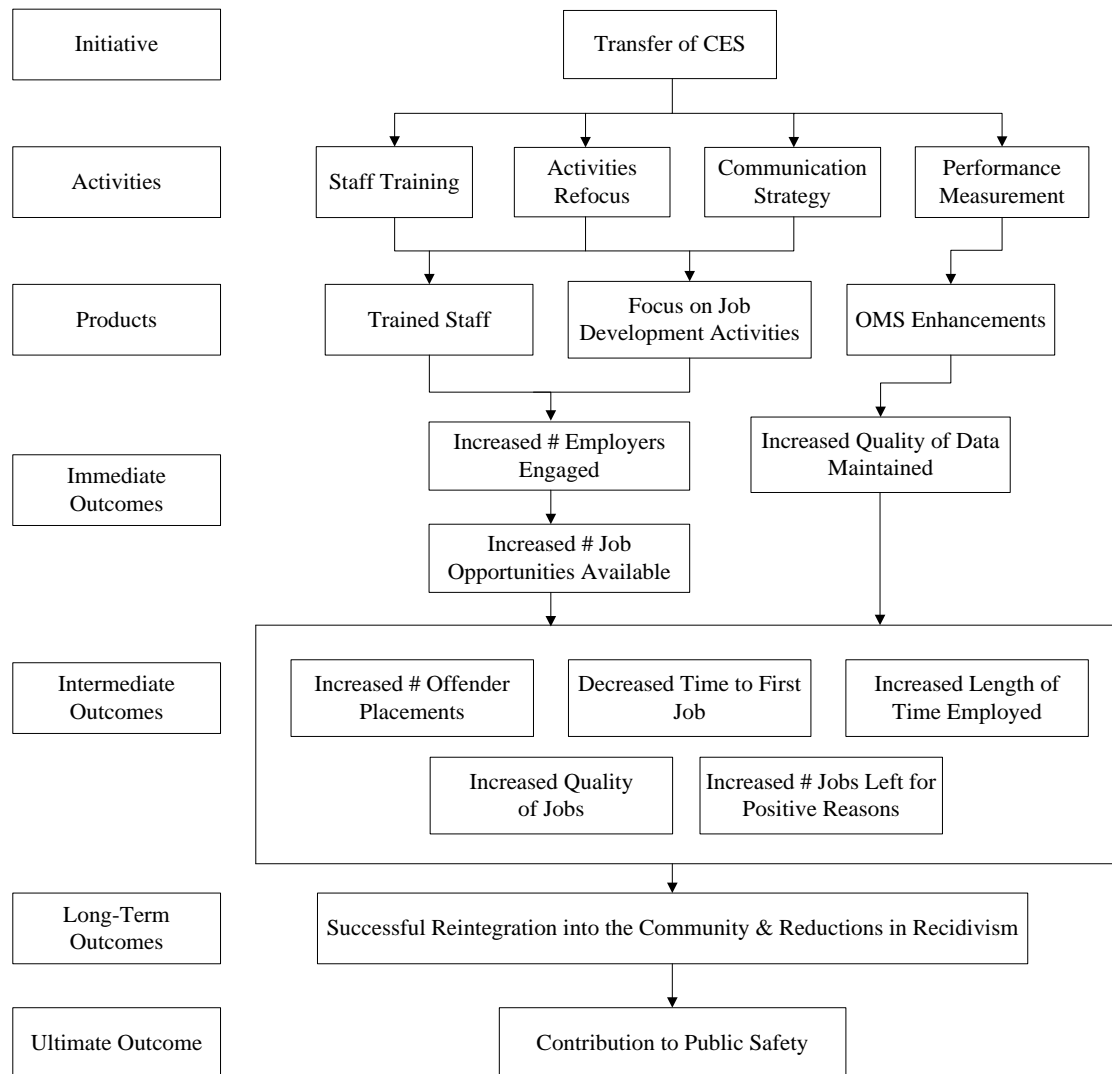 Initiative
Transfer of CES
Activities
Staff Training
Activities
Refocus
Communication
Strategy
Performance
Measurement
Products
Trained Staff
Focus on Job
Development Activities
OMS Enhancements
Immediate
Outcomes
Increased # Employers
Engaged
Increased Quality of Data
Maintained
Increased # Job
Opportunities Available
Intermediate
Outcomes
Increased # Offender
Placements
Decreased Time to First
Job
Increased Length of
Time Employed
Increased Quality
of Jobs
Increased # Jobs Left for
Positive Reasons
Long-Term
Outcomes
Successful Reintegration into the Community & Reductions in Recidivism
Ultimate Outcome
Contribution to Public Safety